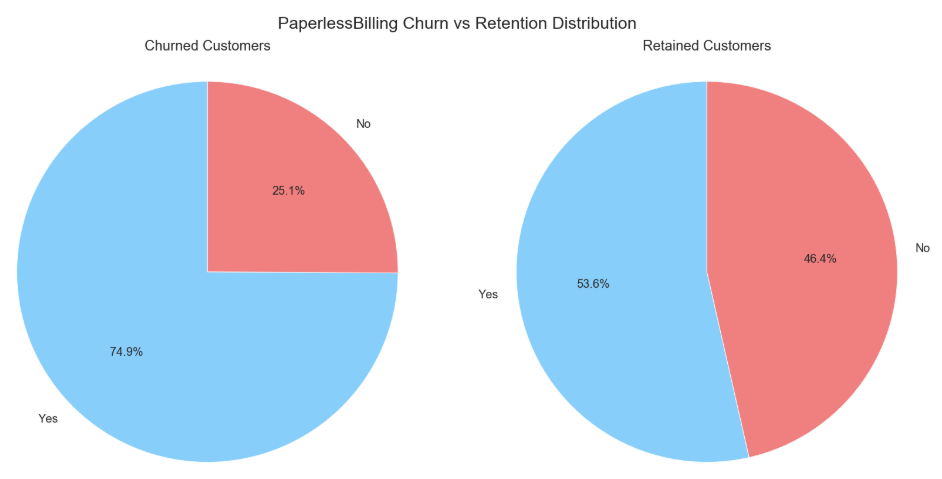 PaperlessBilling Churn vs Retention Distribution
Churned Customers
No
25.1%
74.9%
Yes
Retained Customers
No
46.4%
53.6%
Yes